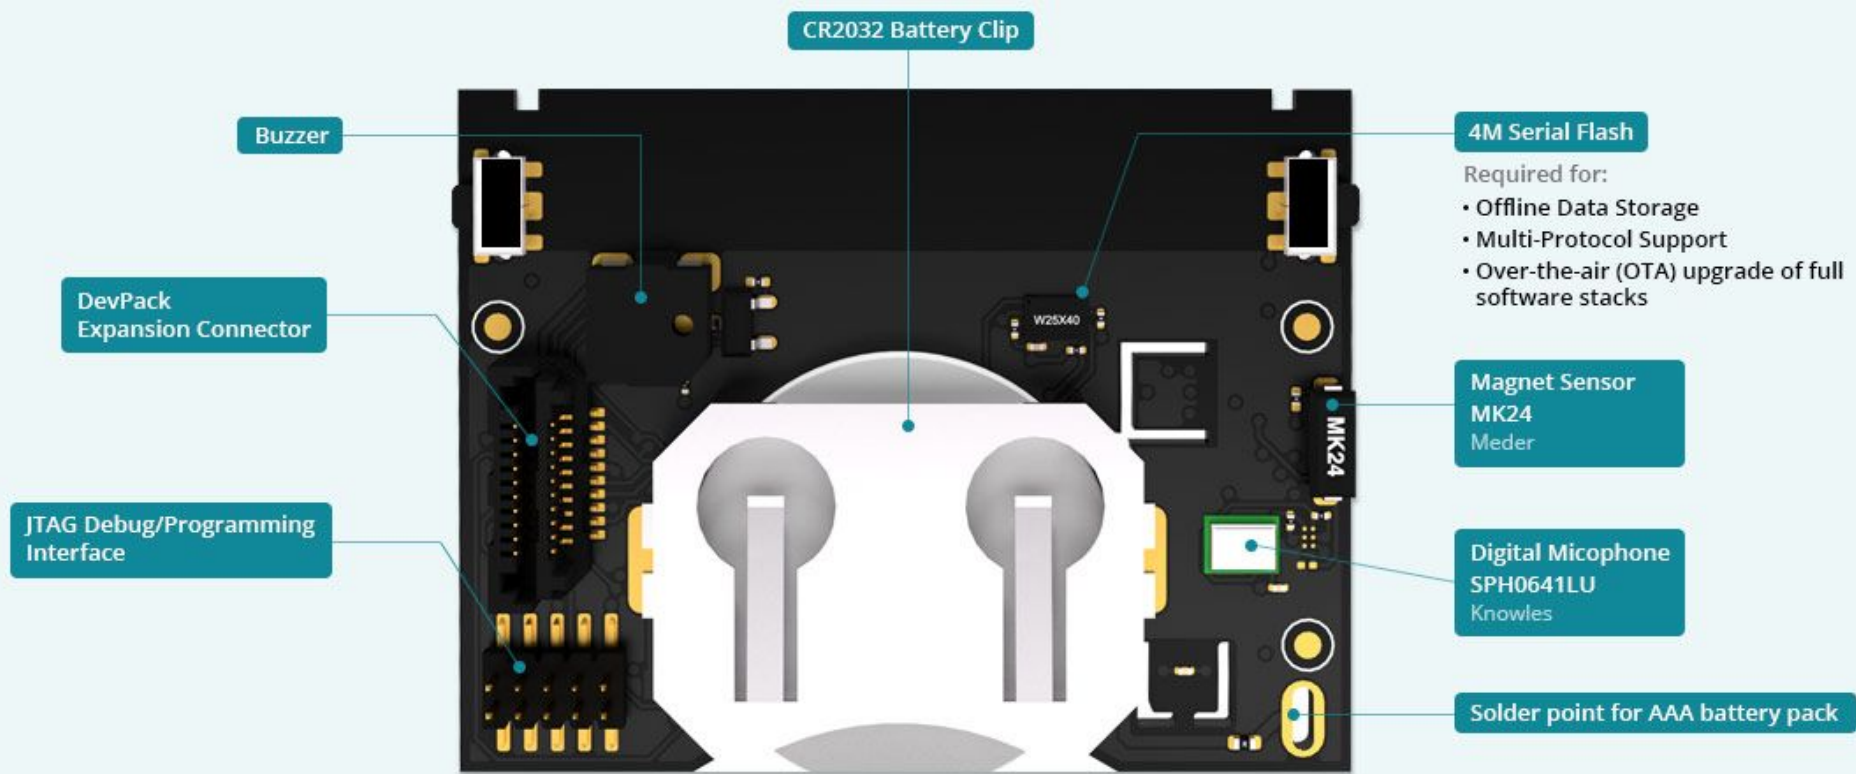 CR2032 Battery Clip
Buzzer
4M Serial Flash
Required for:
• Offline Data Storage
• Multi-Protocol Support
• Over-the-air (OTA) upgrade of full
software stacks
DevPack
Expansion Connector
W25X40
Magnet Sensor
MK24
Meder
MK24
JTAG Debug/Programming
Interface
Digital Micophone
SPH0641LU
Knowles
Solder point for AAA battery pack